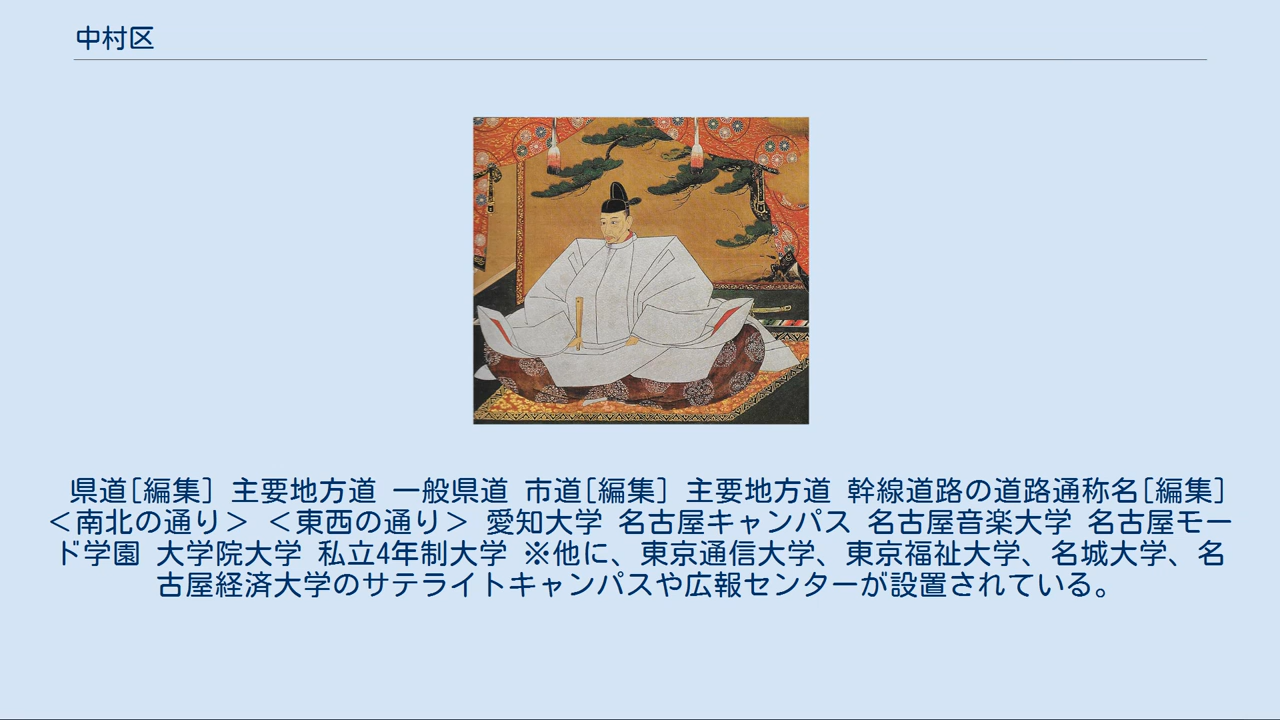 中村区
県道[編集] 主要地方道 一般県道 市道[編集] 主要地方道 幹線道路の道路通称名[編集]
＜南北の通り＞ ＜東西の通り＞ 愛知大学 名古屋キャンパス 名古屋音楽大学 名古屋モー
ド学園 大学院大学 私立4年制大学 ※他に、東京通信大学、東京福祉大学、名城大学、名
古屋経済大学のサテライトキャンパスや広報センターが設置されている。